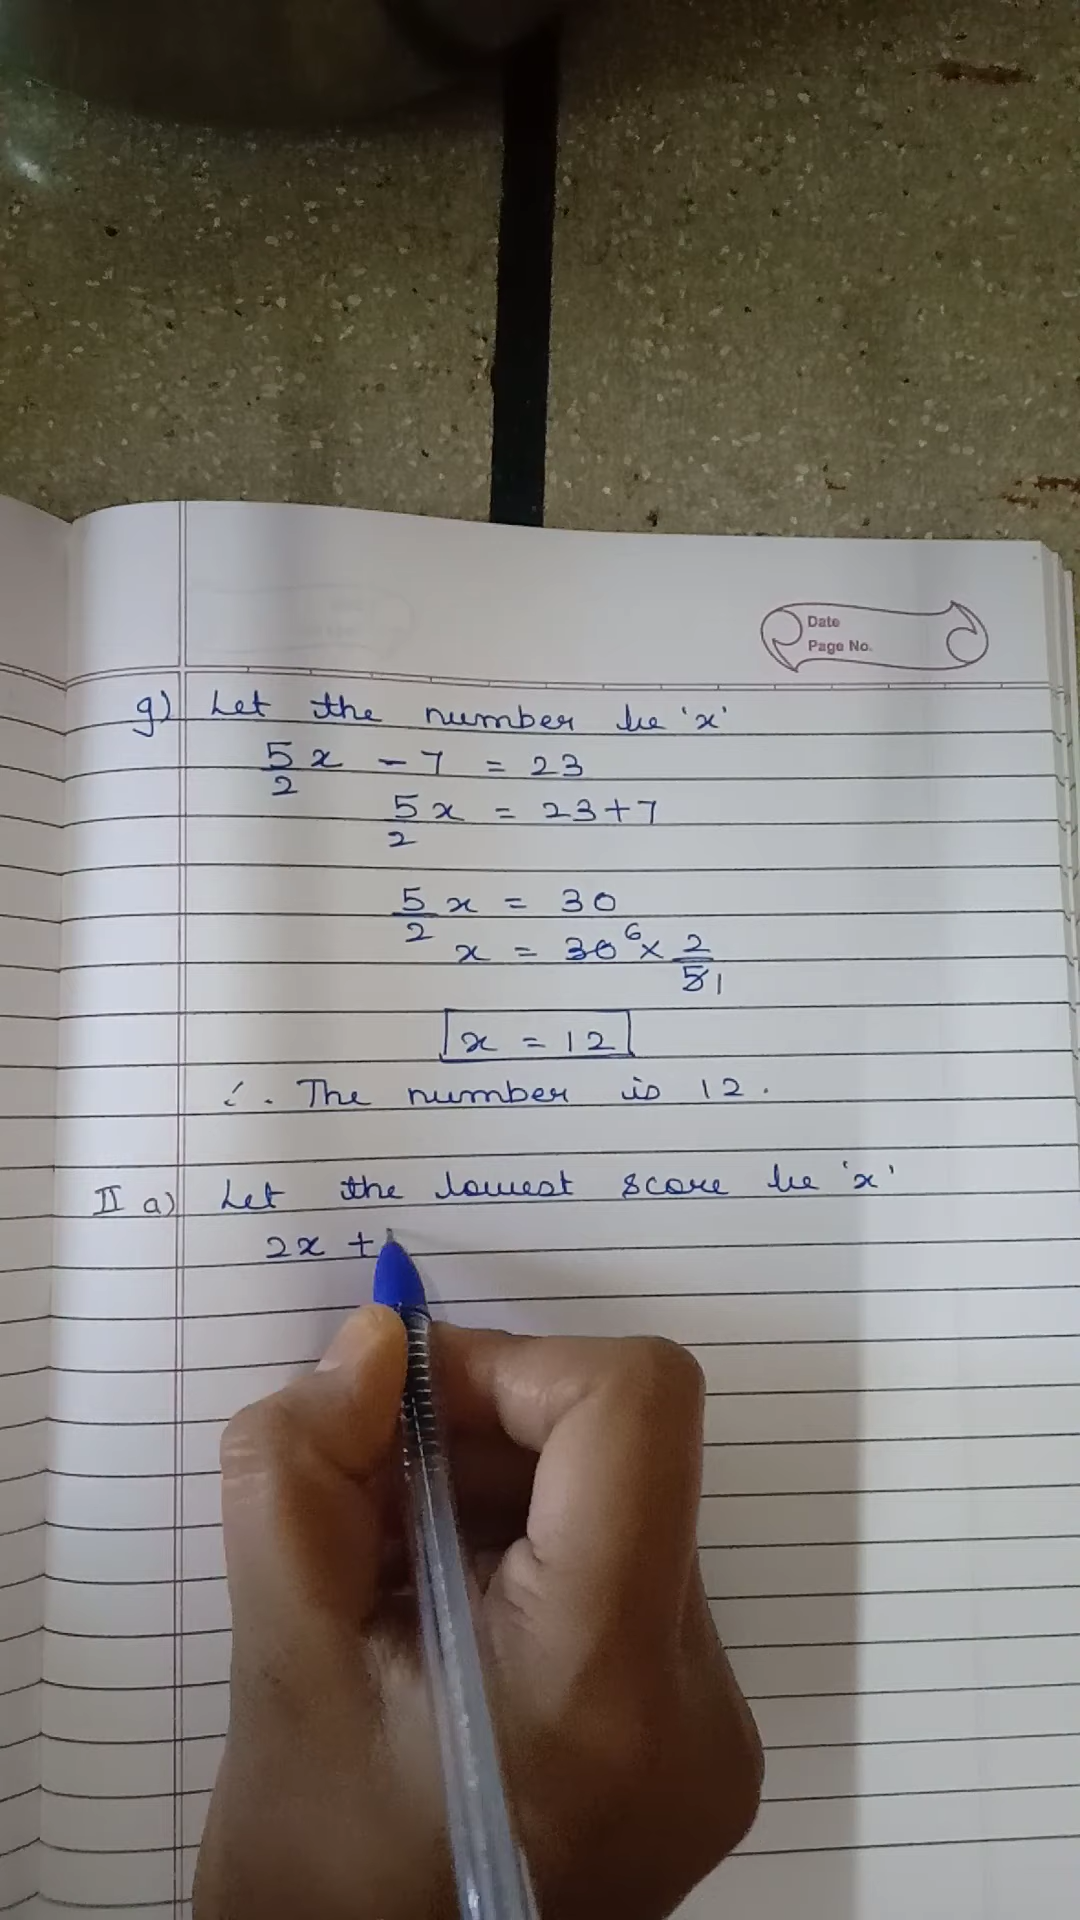 Date
Page No.
g) Let the number be 'x'
5/2 x - 7 = 23
5/2 x = 23+7
5/2 x = 30
x = 30 6 × 2/5 1
x = 12
∴ The number is 12.
II a) Let the lowest score be 'x'
2x +